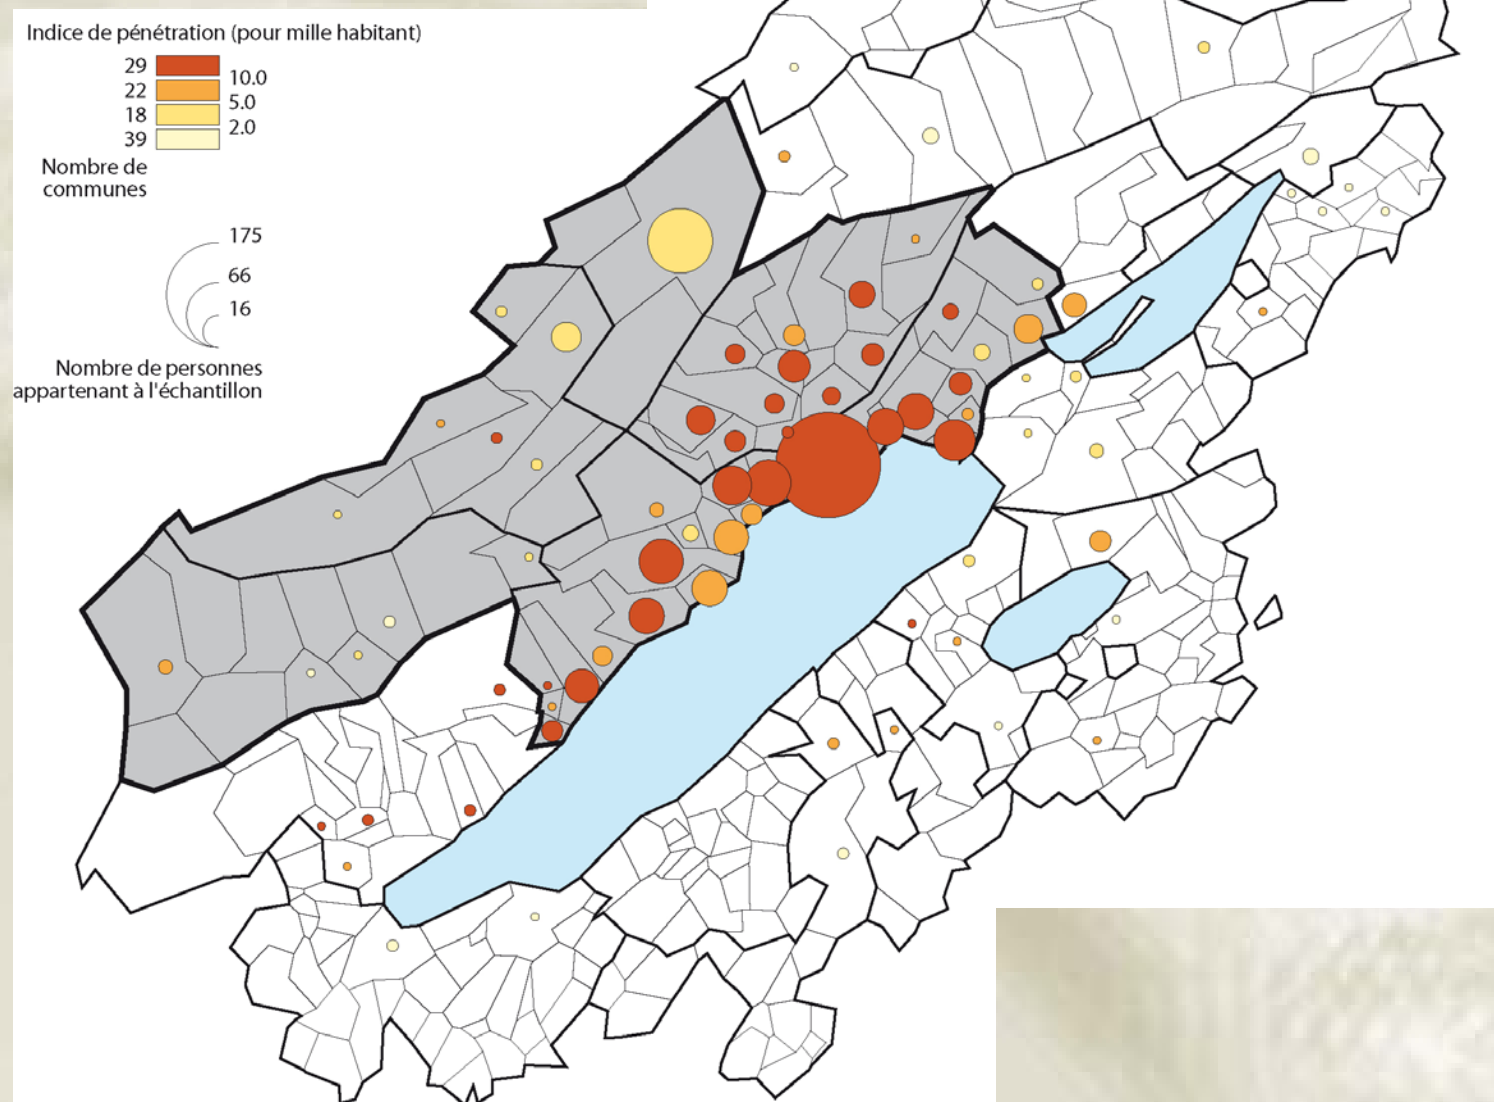 Indice de pénétration (pour mille habitant)
29
10.0
22
5.0
18
2.0
39
Nombre de
communes
175
66
16
Nombre de personnes
appartenant à l'échantillon